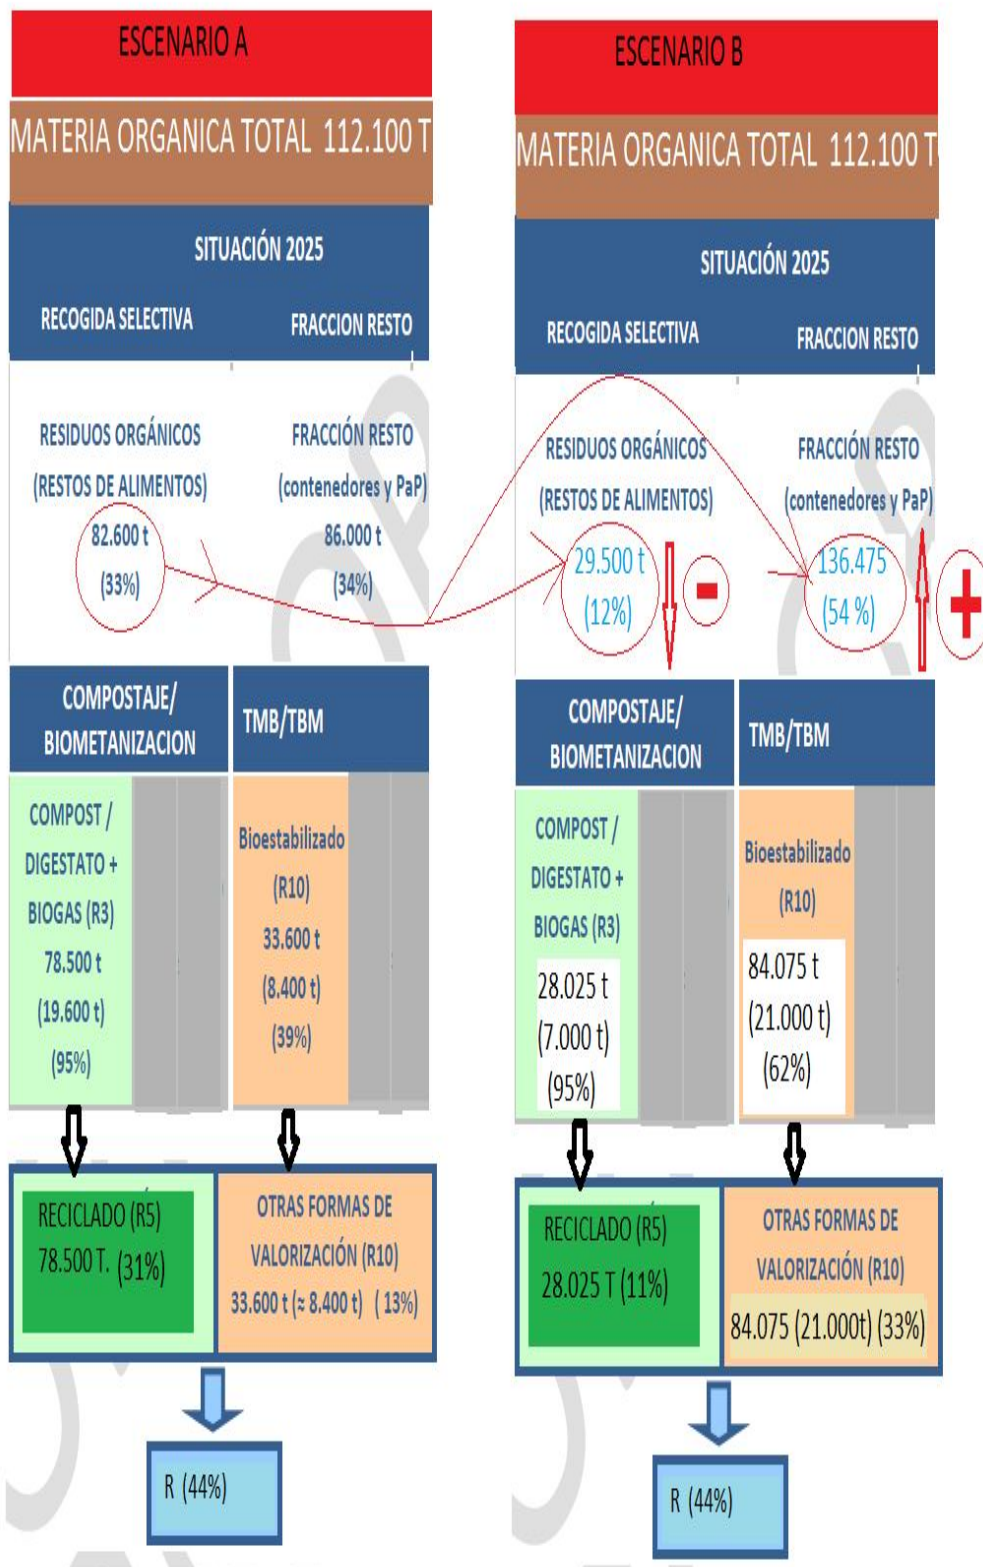 ESCENARIO A
MATERIA ORGANICA TOTAL 112.100 T
SITUACIÓN 2025
RECOGIDA SELECTIVA
FRACCION RESTO
RESIDUOS ORGÁNICOS
(RESTOS DE ALIMENTOS)
82.600 t
(33%)
FRACCIÓN RESTO
(contenedores y PaP)
86.000 t
(34%)
COMPOSTAJE/
BIOMETANIZACION
TMB/TBM
COMPOST /
DIGESTATO +
BIOGAS (R3)
78.500 t
(19.600 t)
(95%)
Bioestabilizado
(R10)
33.600 t
(8.400 t)
(39%)
RECICLADO (R5)
78.500 T. (31%)
OTRAS FORMAS DE
VALORIZACIÓN (R10)
33.600 t (≈ 8.400 t) ( 13%)
R (44%)
ESCENARIO B
MATERIA ORGANICA TOTAL 112.100 T
SITUACIÓN 2025
RECOGIDA SELECTIVA
FRACCION RESTO
RESIDUOS ORGÁNICOS
(RESTOS DE ALIMENTOS)
29.500 t
(12%)
-
FRACCIÓN RESTO
(contenedores y PaP)
136.475
(54 %)
+
COMPOSTAJE/
BIOMETANIZACION
TMB/TBM
COMPOST /
DIGESTATO +
BIOGAS (R3)
28.025 t
(7.000 t)
(95%)
Bioestabilizado
(R10)
84.075 t
(21.000 t)
(62%)
RECICLADO (R5)
28.025 T (11%)
OTRAS FORMAS DE
VALORIZACIÓN (R10)
84.075 (21.000t) (33%)
R (44%)